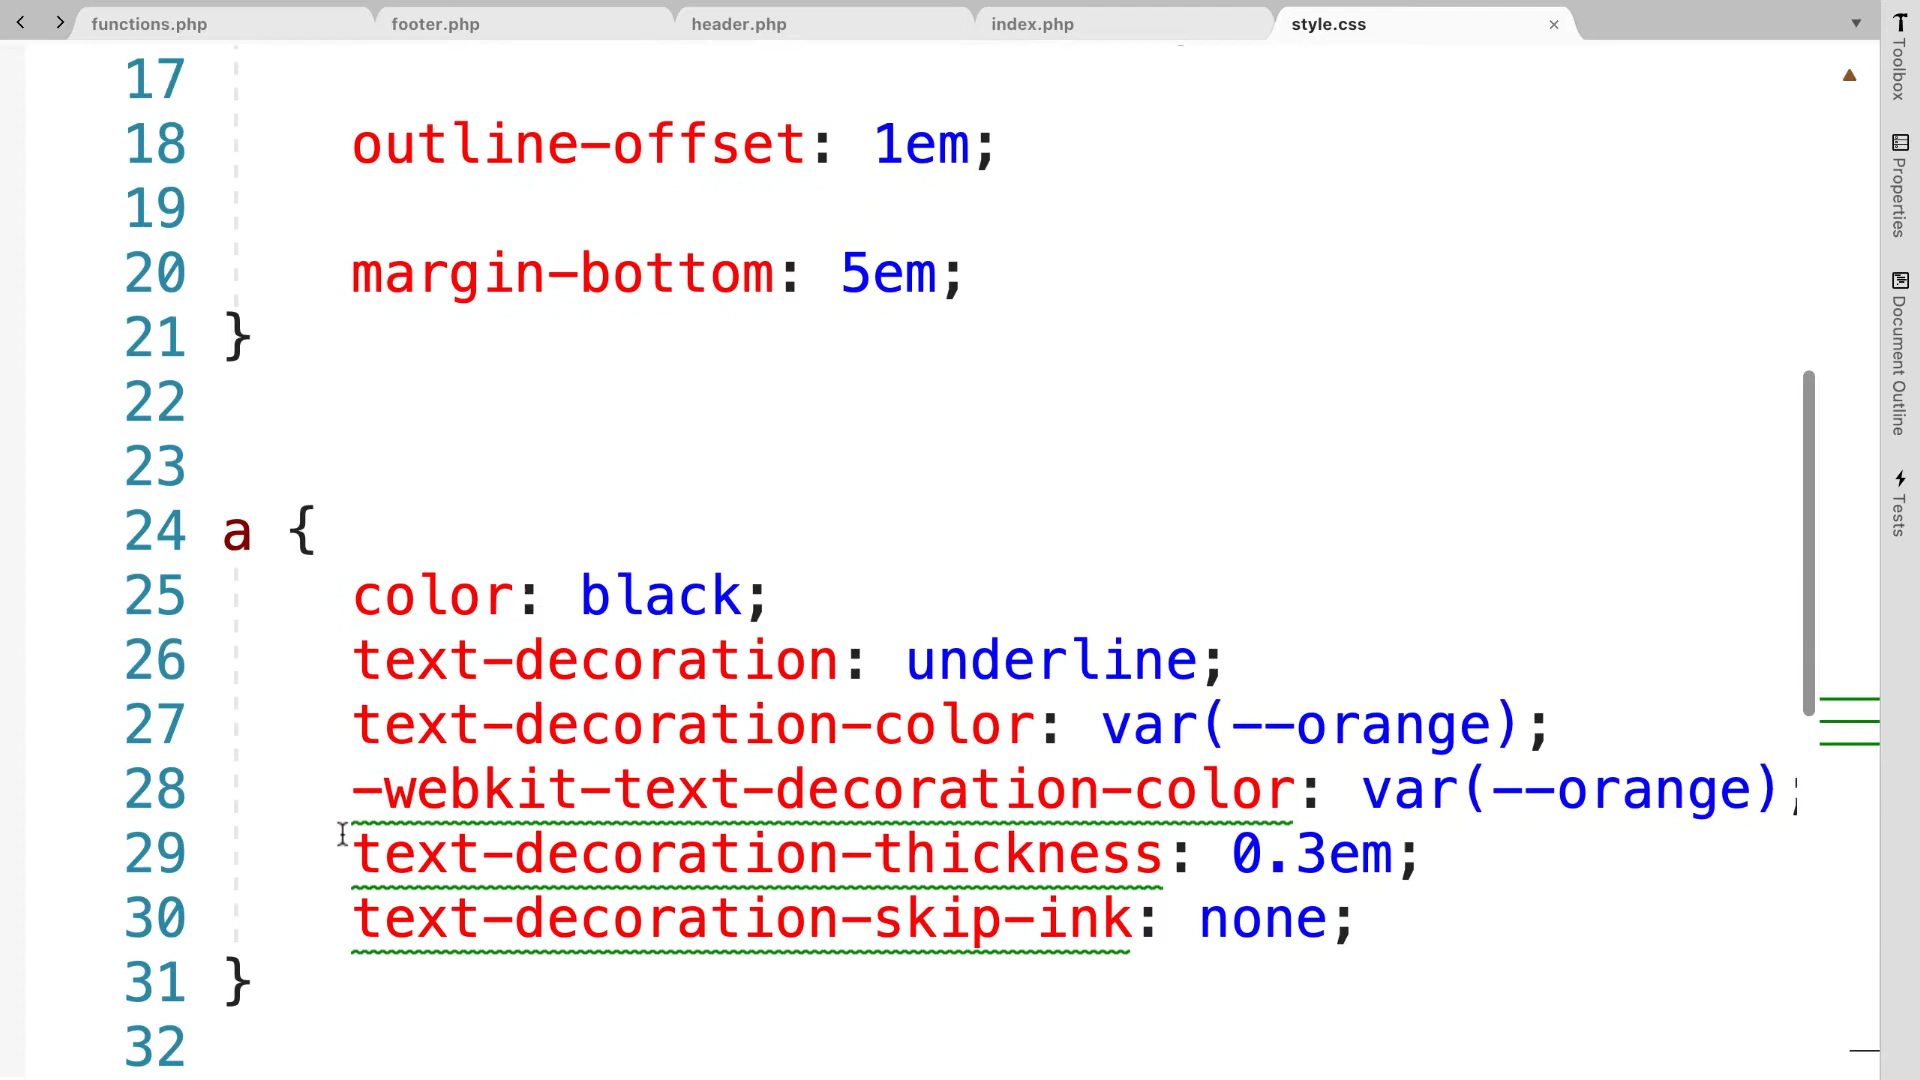 functions.php footer.php header.php index.php style.css
17
18 outline-offset: 1em;
19
20 margin-bottom: 5em;
21 }
22
23
24 a {
25 color: black;
26 text-decoration: underline;
27 text-decoration-color: var(--orange);
28 -webkit-text-decoration-color: var(--orange);
29 text-decoration-thickness: 0.3em;
30 text-decoration-skip-ink: none;
31 }
32
Toolbox
Properties
Document Outline
Tests